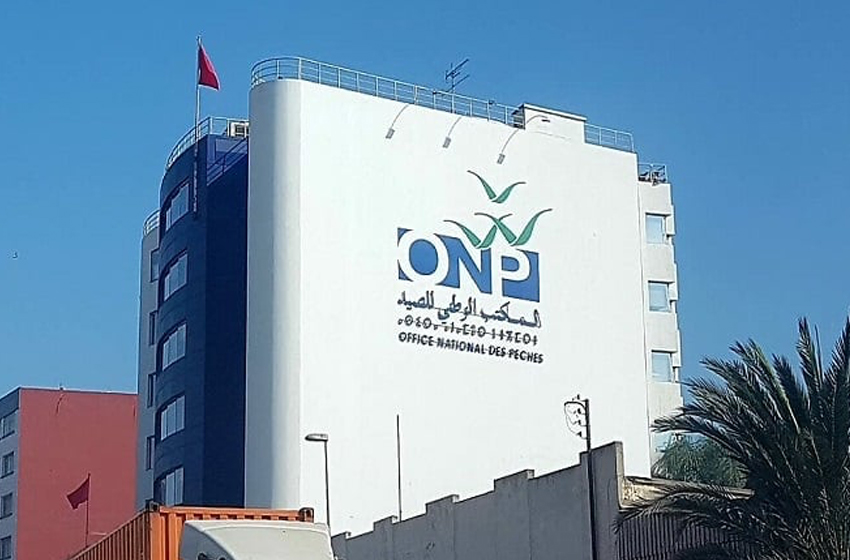 ONP
المكتب الوطني للصيد
OFFICE NATIONAL DES PECHES